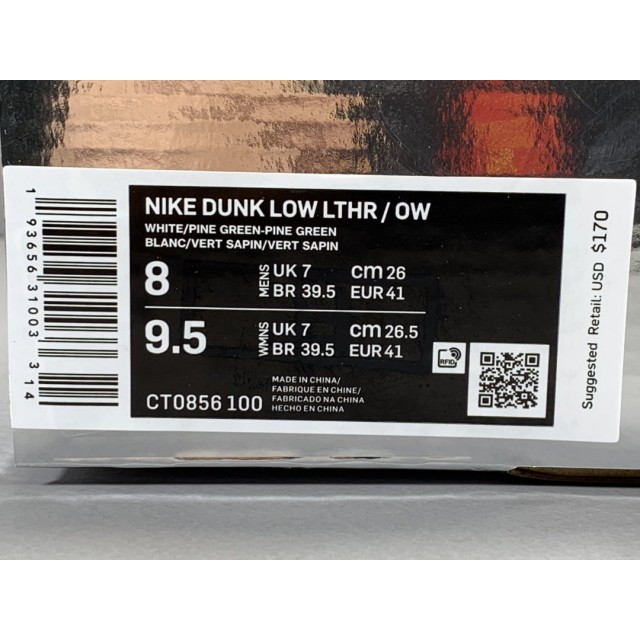 NIKE DUNK LOW LTHR / OW
WHITE/PINE GREEN-PINE GREEN
BLANC/VERT SAPIN/VERT SAPIN
8 MENS UK 7 cm 26
BR 39.5 EUR 41
9.5 WMNS UK 7 cm 26.5
BR 39.5 EUR 41
RFID
CT0856 100
MADE IN CHINA/
FABRIQUE EN CHINE/
FABRICADO NA CHINA
HECHO EN CHINA
1 93656 31003 3 14
Suggested Retail: USD $170